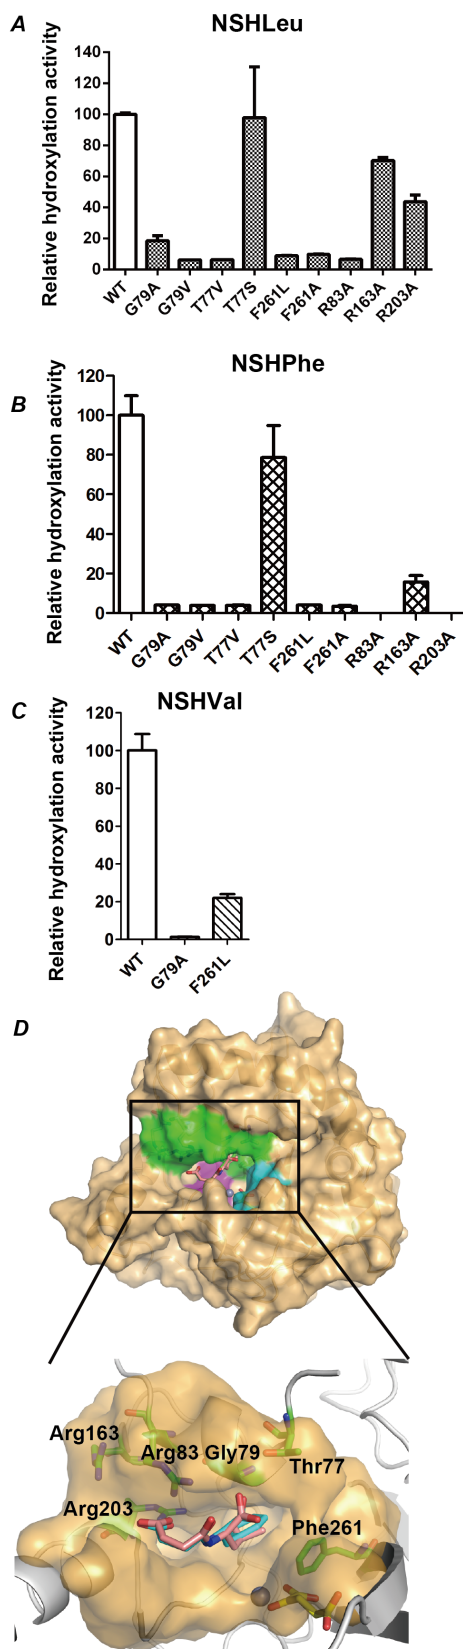 A
NSHLeu
Relative hydroxylation activity
140
120
100
80
60
40
20
0
WT
G79A
G79V
T77V
T77S
F261L
F261A
R83A
R163A
R203A
B
NSHPhe
Relative hydroxylation activity
120
100
80
60
40
20
0
WT
G79A
G79V
T77V
T77S
F261L
F261A
R83A
R163A
R203A
C
NSHVal
Relative hydroxylation activity
120
100
80
60
40
20
0
WT
G79A
F261L
D
Arg163
Arg83 Gly79
Thr77
Arg203
Phe261